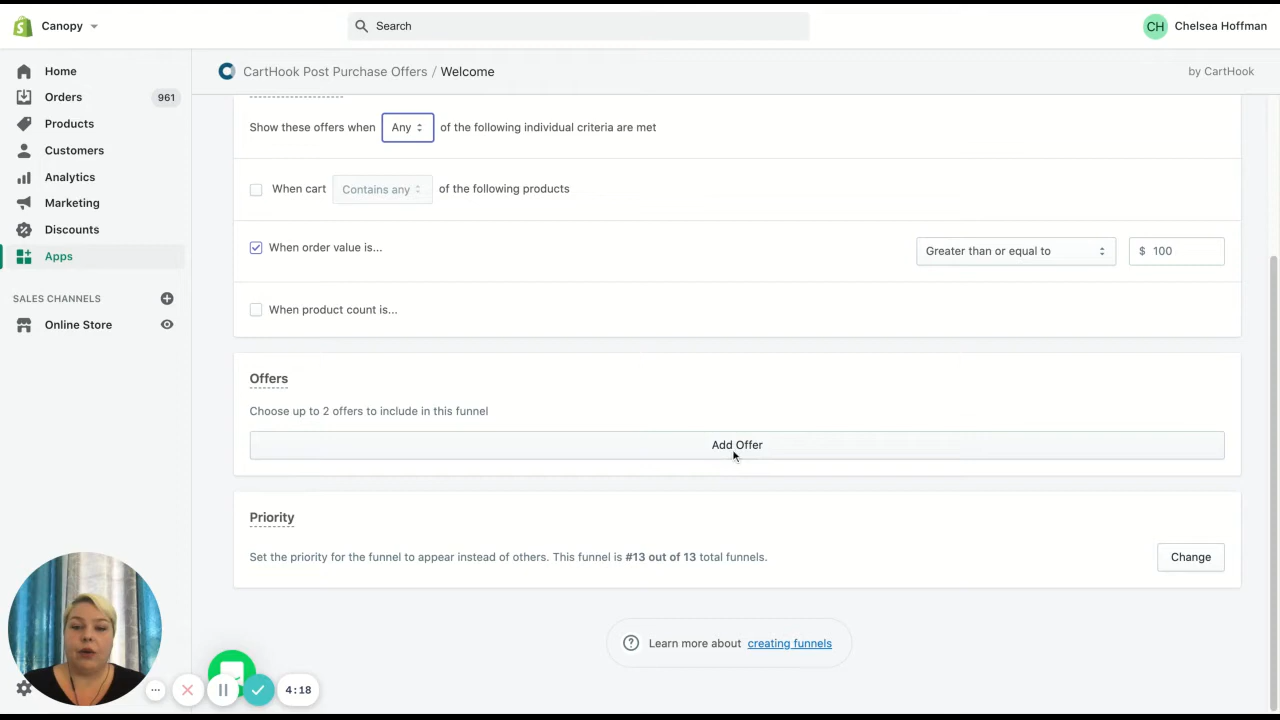 Canopy
Search
CH Chelsea Hoffman
Home
Orders 961
Products
Customers
Analytics
Marketing
Discounts
Apps
SALES CHANNELS
Online Store
CartHook Post Purchase Offers / Welcome
by CartHook
Show these offers when Any of the following individual criteria are met
When cart Contains any of the following products
When order value is... Greater than or equal to $ 100
When product count is...
Offers
Choose up to 2 offers to include in this funnel
Add Offer
Priority
Set the priority for the funnel to appear instead of others. This funnel is #13 out of 13 total funnels.
Change
? Learn more about creating funnels
4:18